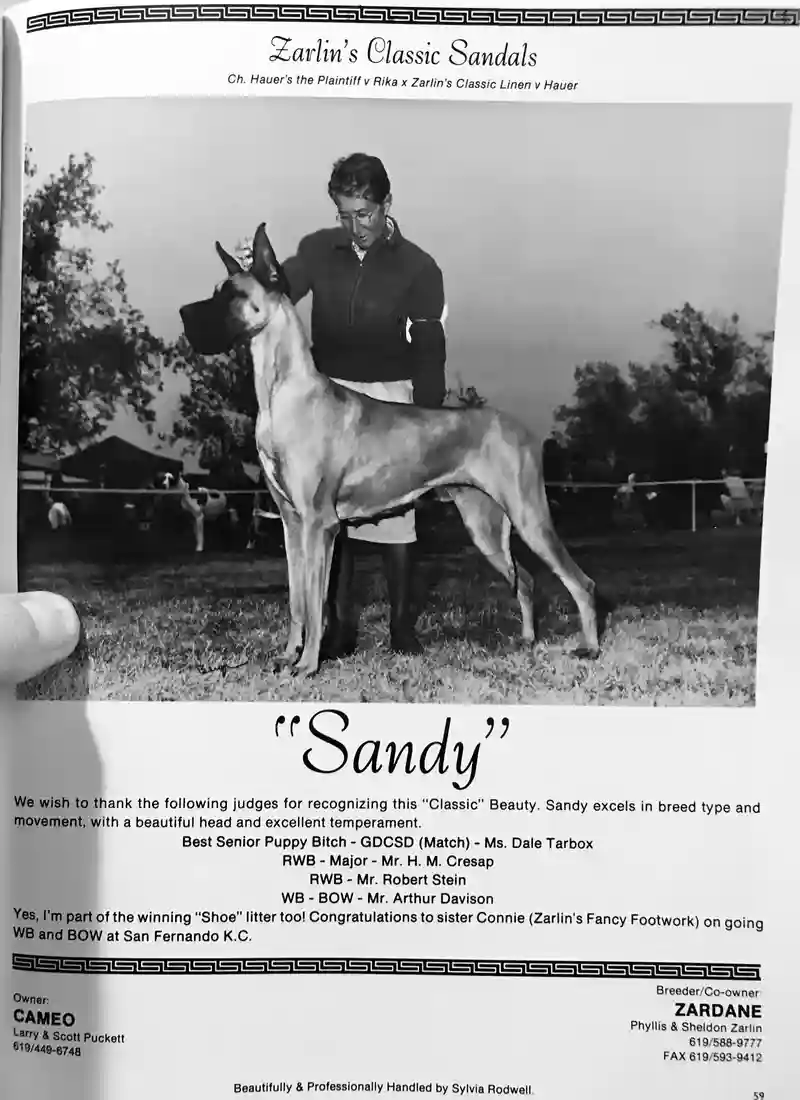 Zarlin's Classic Sandals
Ch. Hauer's the Plaintiff v Rika x Zarlin's Classic Linen v Hauer
"Sandy"
We wish to thank the following judges for recognizing this "Classic" Beauty. Sandy excels in breed type and
movement, with a beautiful head and excellent temperament.
Best Senior Puppy Bitch - GDCSD (Match) - Ms. Dale Tarbox
RWB - Major - Mr. H. M. Cresap
RWB - Mr. Robert Stein
WB - BOW - Mr. Arthur Davison
Yes, I'm part of the winning "Shoe" litter too! Congratulations to sister Connie (Zarlin's Fancy Footwork) on going
WB and BOW at San Fernando K.C.
Owner:
CAMEO
Larry & Scott Puckett
619/449-6748
Breeder/Co-owner
ZARDANE
Phyllis & Sheldon Zarlin
619/588-9777
FAX 619/593-9412
Beautifully & Professionally Handled by Sylvia Rodwell.
59